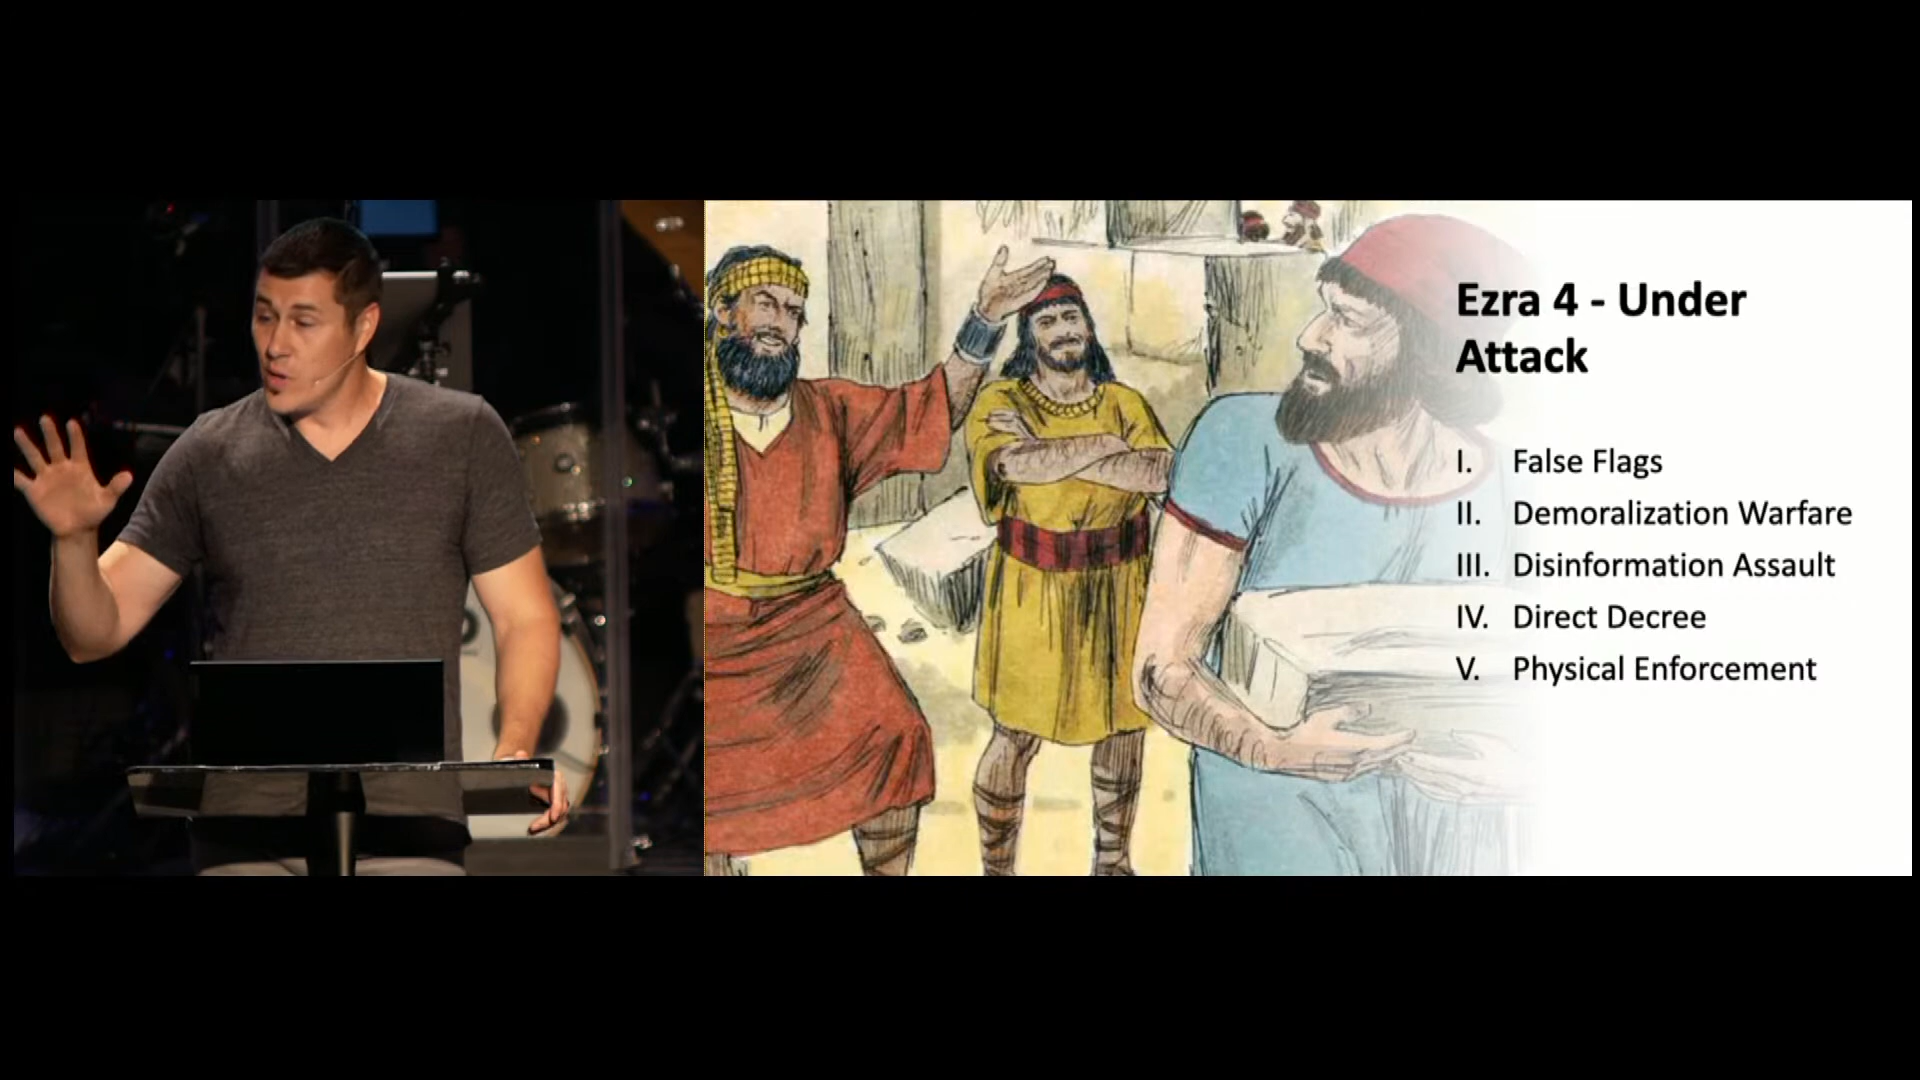 Ezra 4 - Under
Attack
I. False Flags
II. Demoralization Warfare
III. Disinformation Assault
IV. Direct Decree
V. Physical Enforcement